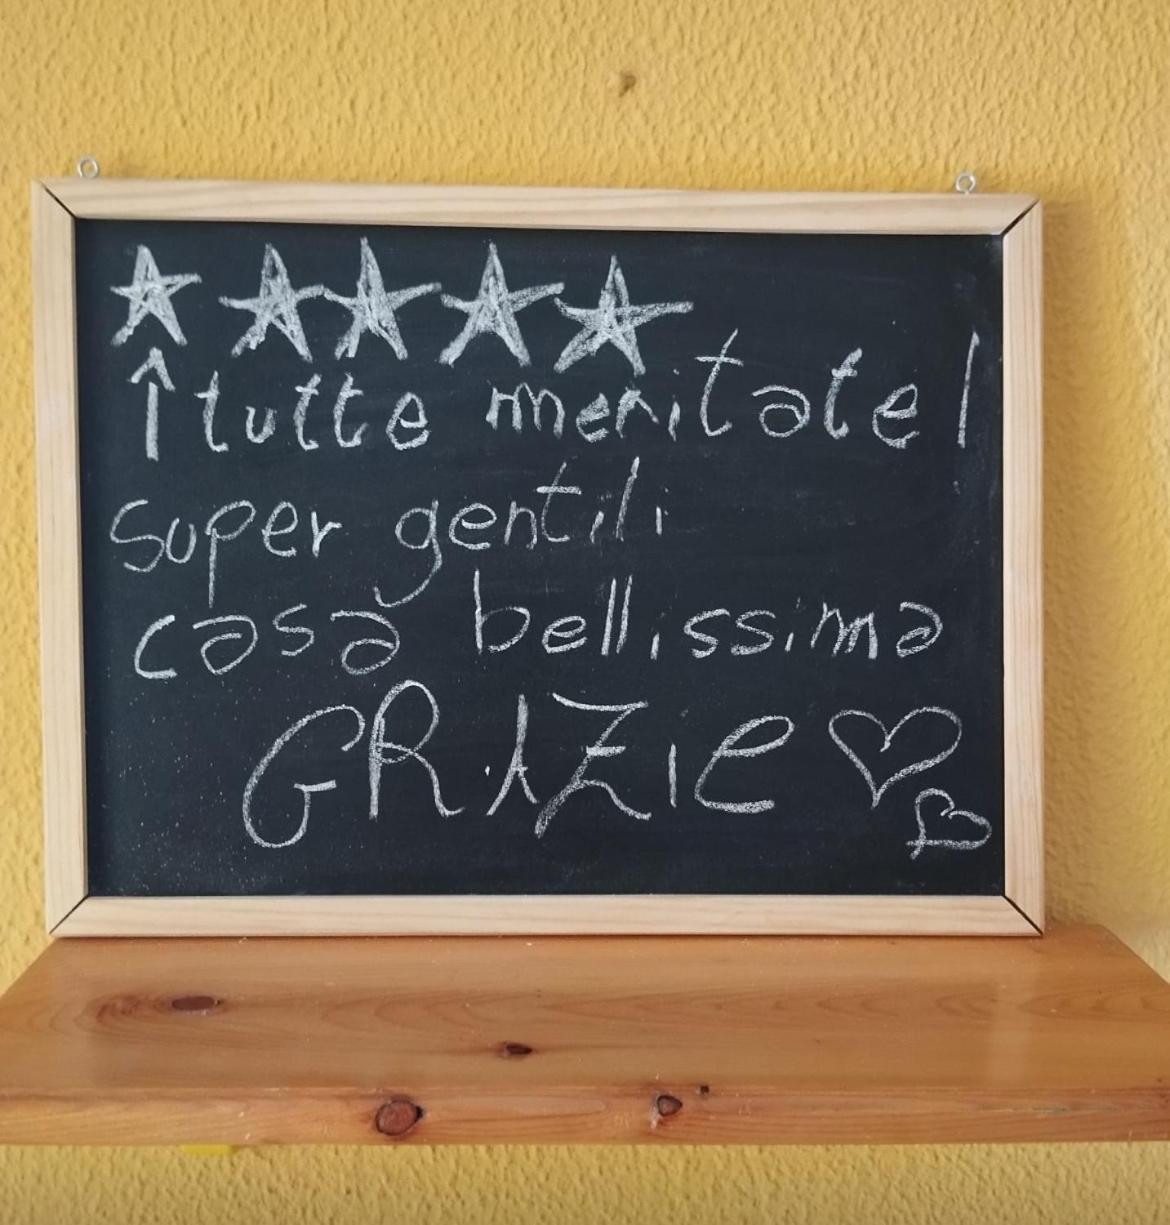 tutte meritate!
super gentili
casa bellissima
GRAZIE